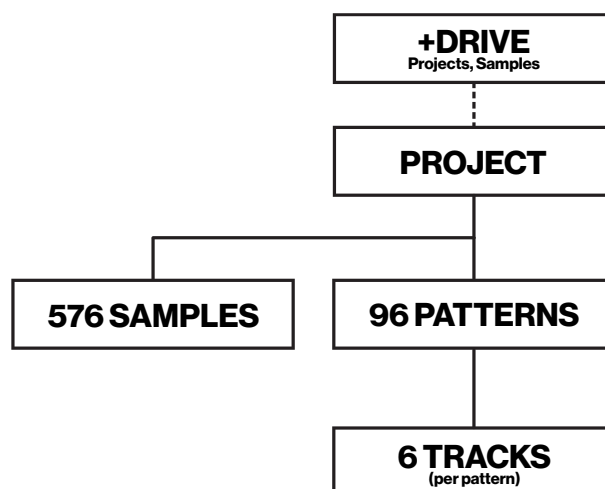 +DRIVE
Projects, Samples
PROJECT
576 SAMPLES
96 PATTERNS
6 TRACKS
(per pattern)